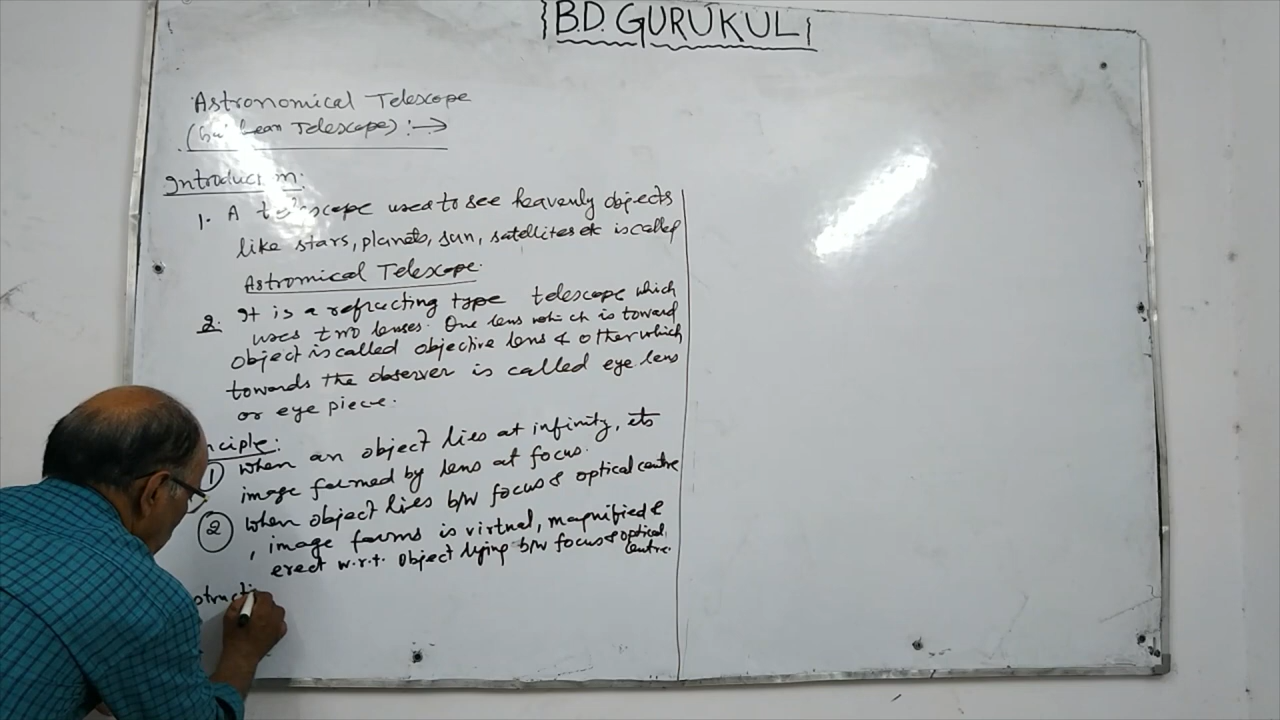 B.D. GURUKUL
Astronomical Telescope
Telescope) :→
Introduction:
1. A telescope used to see heavenly objects
like stars, planets, sun, satellites etc is called
Astromical Telescope.
2. It is a refracting type telescope which
uses two lenses. One lens which is toward
object is called objective lens & other which
towards the observer is called eye lens
or eye piece.
nciple:
1 When an object lies at infinity, its
image formed by lens at focus.
2 When object lies b/w focus & optical centre
, image forms is virtual, magnified &
erect w.r.t. object lying b/w focus & optical
centre.
structi